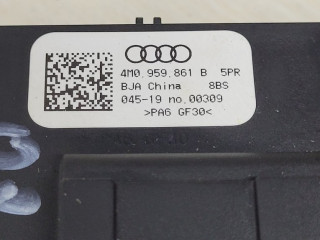 4M0.959.861 B 5PR
BJA China 8BS
045-19 no.00309
>PA6 GF30<